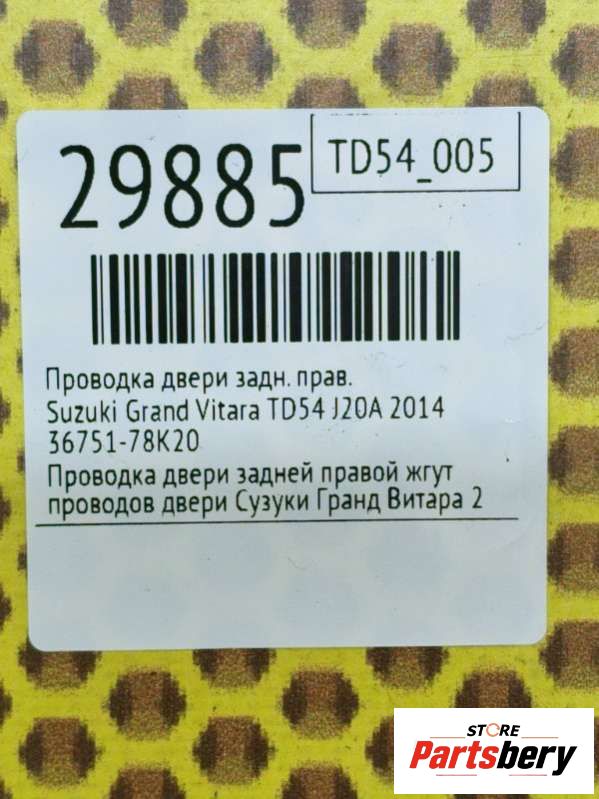 29885
TD54_005
Проводка двери задн. прав.
Suzuki Grand Vitara TD54 J20A 2014
36751-78K20
Проводка двери задней правой жгут
проводов двери Сузуки Гранд Витара 2
STORE
Partsbery